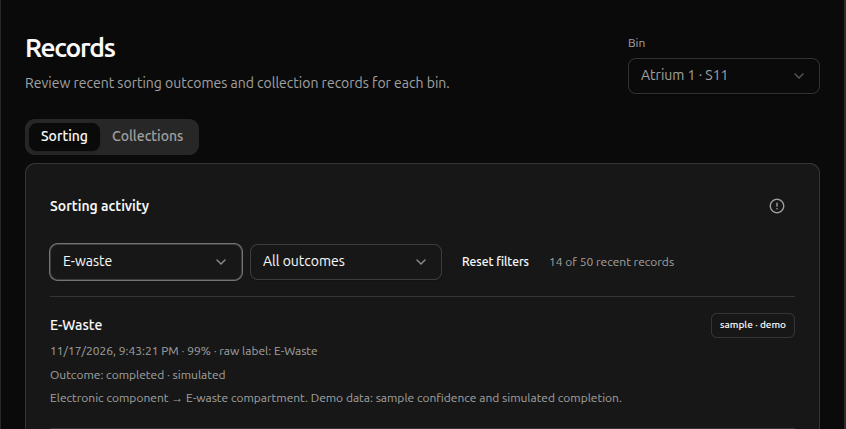 Records
Bin
Review recent sorting outcomes and collection records for each bin.
Atrium 1 · S11
Sorting
Collections
Sorting activity
E-waste
All outcomes
Reset filters
14 of 50 recent records
E-Waste
sample · demo
11/17/2026, 9:43:21 PM · 99% · raw label: E-Waste
Outcome: completed · simulated
Electronic component → E-waste compartment. Demo data: sample confidence and simulated completion.